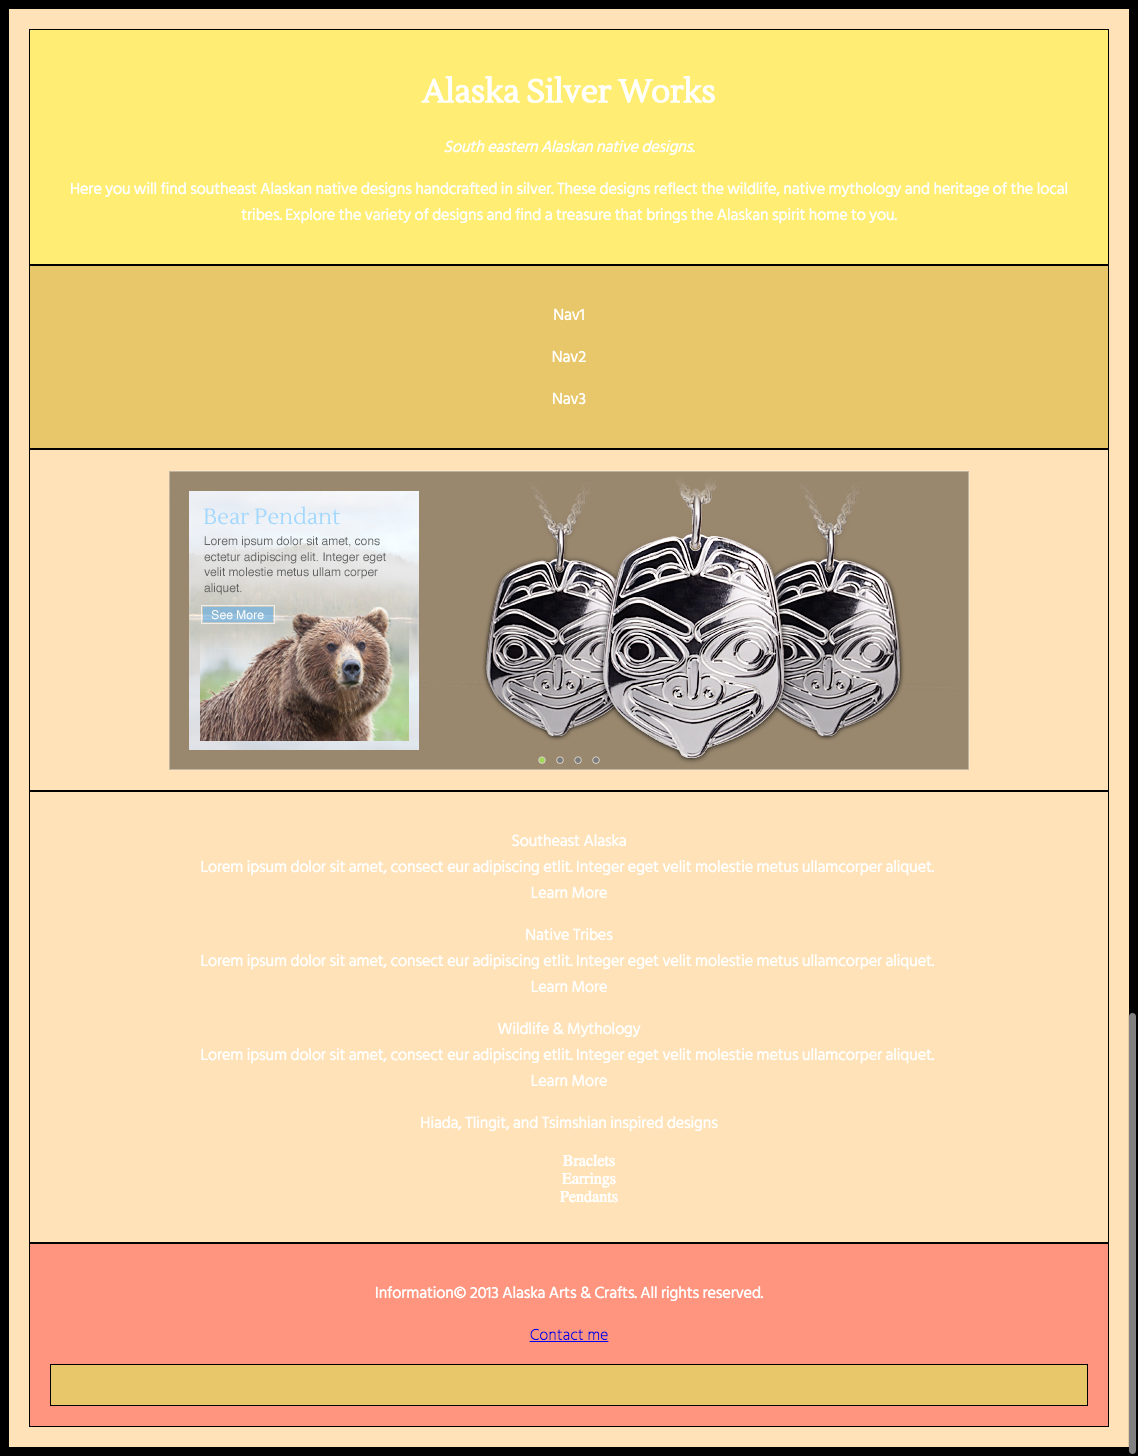 Alaska Silver Works
South eastern Alaskan native designs.
Here you will find southeast Alaskan native designs handcrafted in silver. These designs reflect the wildlife, native mythology and heritage of the local
tribes. Explore the variety of designs and find a treasure that brings the Alaskan spirit home to you.
Nav1
Nav2
Nav3
Bear Pendant
Lorem ipsum dolor sit amet, cons
ectetur adipiscing elit. Integer eget
velit molestie metus ullam corper
aliquet.
See More
Southeast Alaska
Lorem ipsum dolor sit amet, consect eur adipiscing etlit. Integer eget velit molestie metus ullamcorper aliquet.
Learn More
Native Tribes
Lorem ipsum dolor sit amet, consect eur adipiscing etlit. Integer eget velit molestie metus ullamcorper aliquet.
Learn More
Wildlife & Mythology
Lorem ipsum dolor sit amet, consect eur adipiscing etlit. Integer eget velit molestie metus ullamcorper aliquet.
Learn More
Hiada, Tlingit, and Tsimshian inspired designs
Braclets
Earrings
Pendants
Information© 2013 Alaska Arts & Crafts. All rights reserved.
Contact me